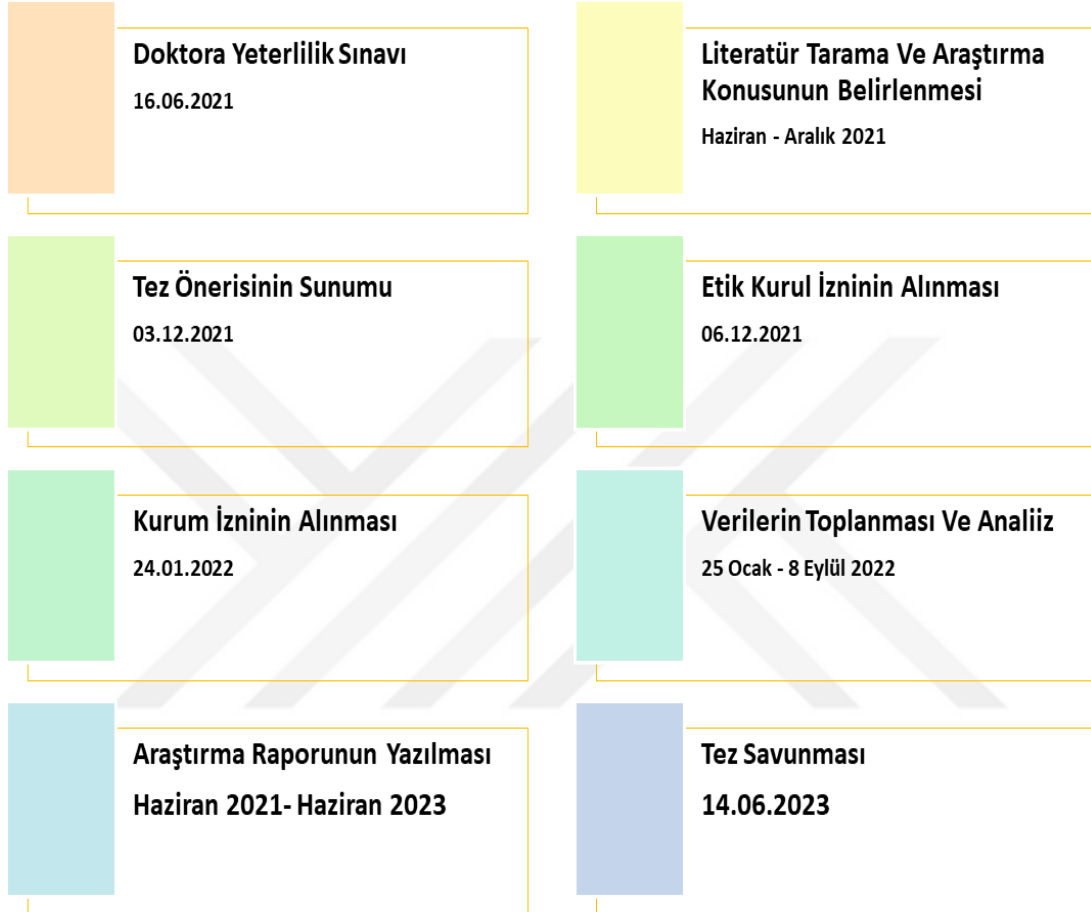 Doktora Yeterlilik Sınavı
16.06.2021
Literatür Tarama Ve Araştırma
Konusunun Belirlenmesi
Haziran - Aralık 2021
Tez Önerisinin Sunumu
03.12.2021
Etik Kurul İzninin Alınması
06.12.2021
Kurum İzninin Alınması
24.01.2022
Verilerin Toplanması Ve Analiiz
25 Ocak - 8 Eylül 2022
Araştırma Raporunun Yazılması
Haziran 2021- Haziran 2023
Tez Savunması
14.06.2023